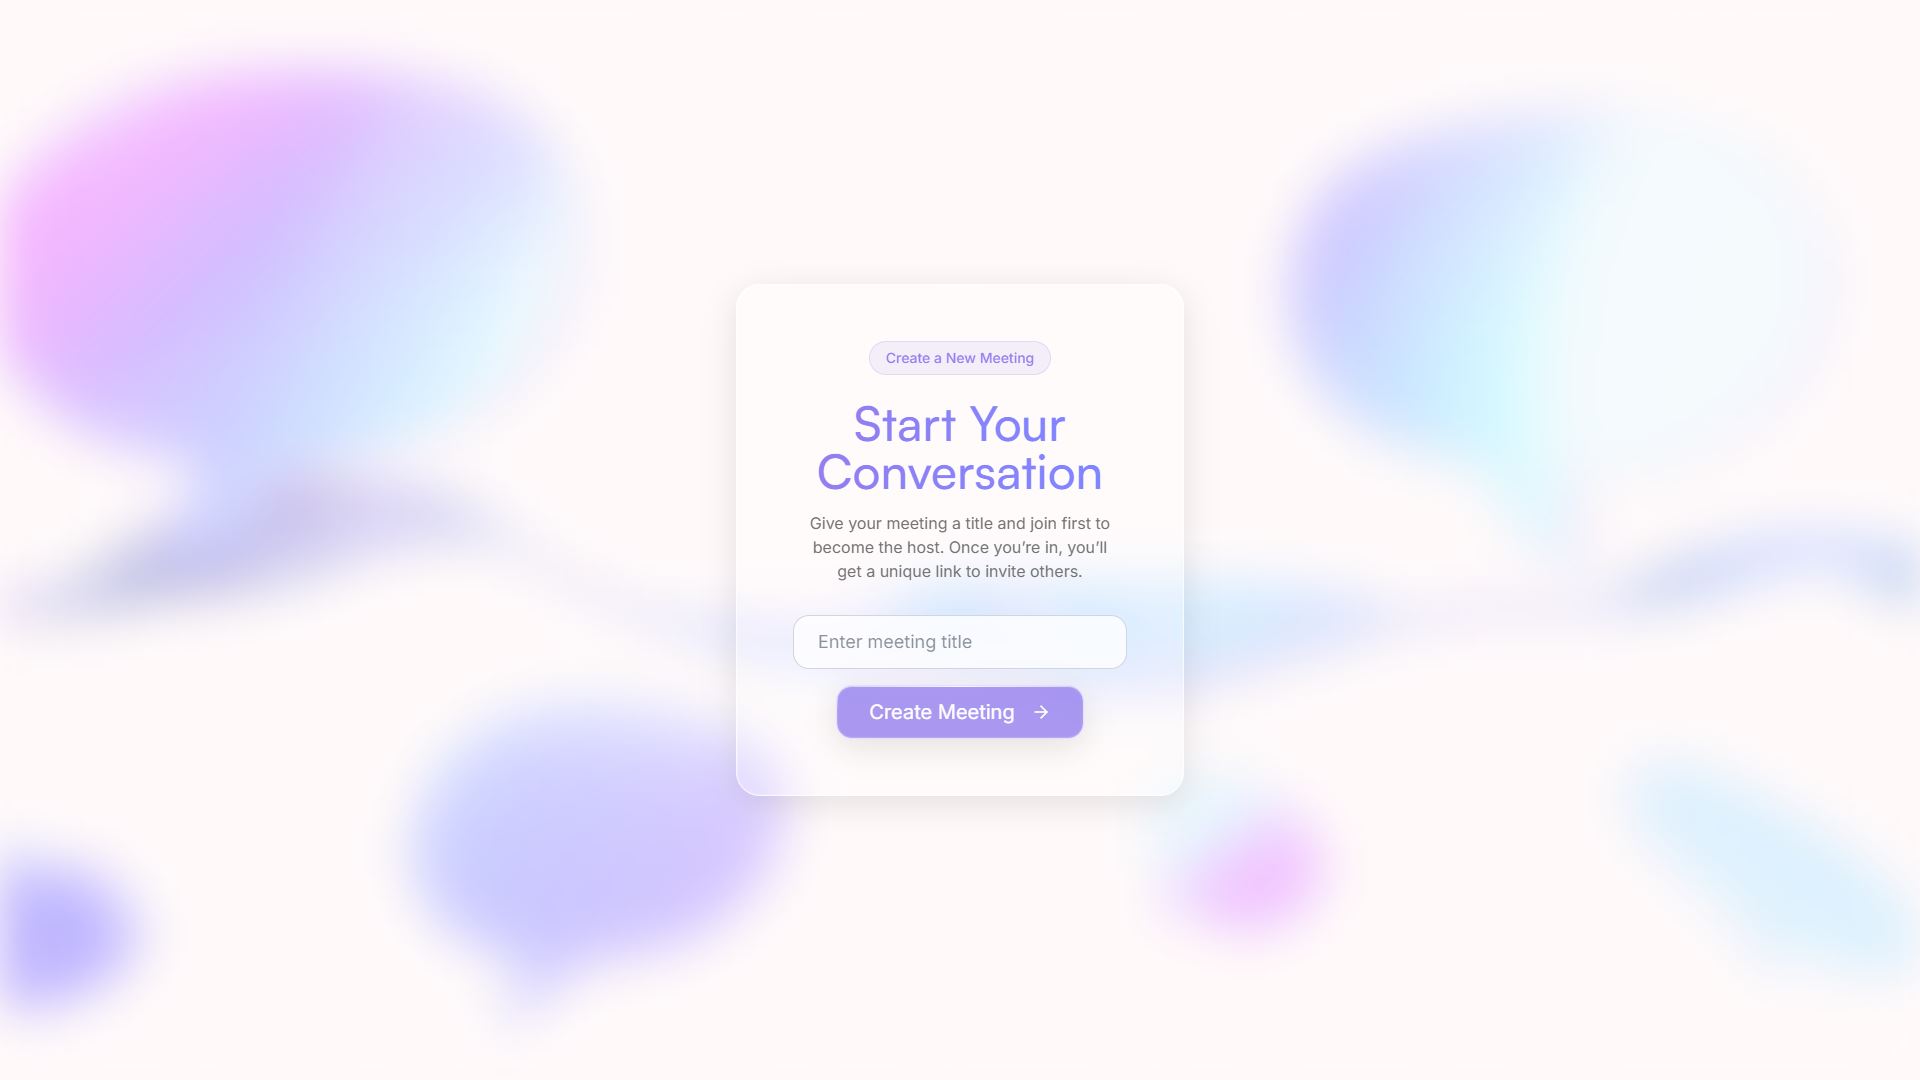 Create a New Meeting
Start Your
Conversation
Give your meeting a title and join first to
become the host. Once you’re in, you’ll
get a unique link to invite others.
Enter meeting title
Create Meeting